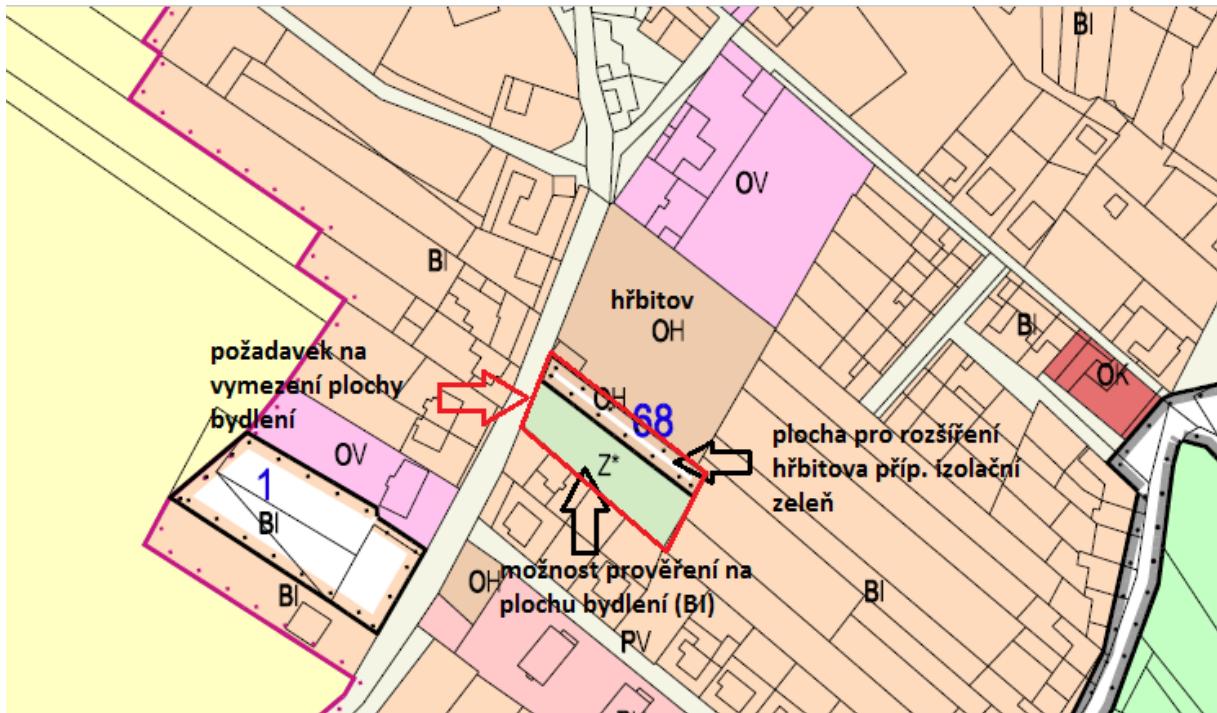 BI
OV
BI
hřbitov
OH
BI
požadavek na
vymezení plochy
bydlení
OK
OH
68
plocha pro rozšíření
hřbitova příp. izolační
zeleň
OV
Z*
1
BI
možnost prověření na
plochu bydlení (BI)
OH
BI
BI
PV